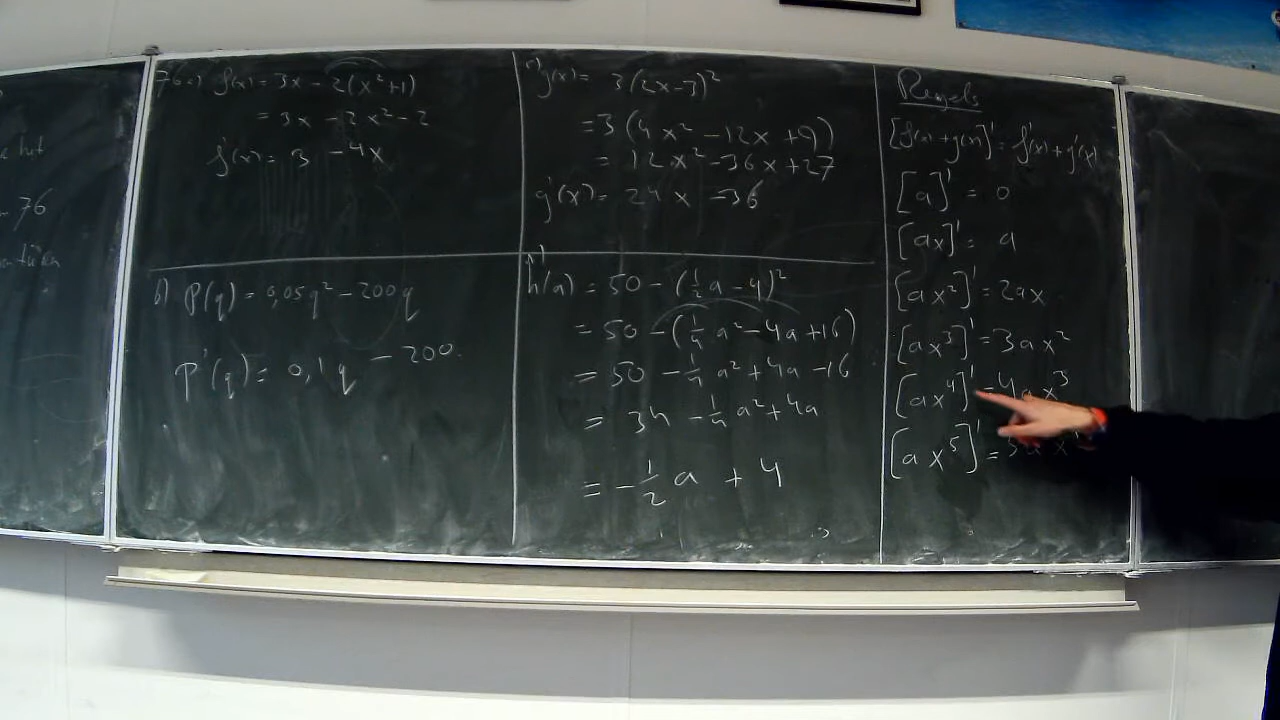 het
76
76a) f(x) = 3x - 2(x²+1)
= 3x - 2x² - 2
f'(x) = 3 - 4x
b) P(q) = 0,05q² - 200q
P'(q) = 0,1q - 200.
g(x) = 3(2x-3)²
= 3(4x² - 12x + 9)
= 12x² - 36x + 27
g'(x) = 24x - 36
h(a) = 50 - (½a - 4)²
= 50 - (¼a² - 4a + 16)
= 50 - ¼a² + 4a - 16
= 34 - ¼a² + 4a
= -½a + 4
Regels
[f(x) + g(x)]' = f'(x) + g'(x)
[a]' = 0
[ax]' = a
[ax²]' = 2ax
[ax³]' = 3ax²
[ax⁴]' = 4ax³
[ax⁵]' = 5ax